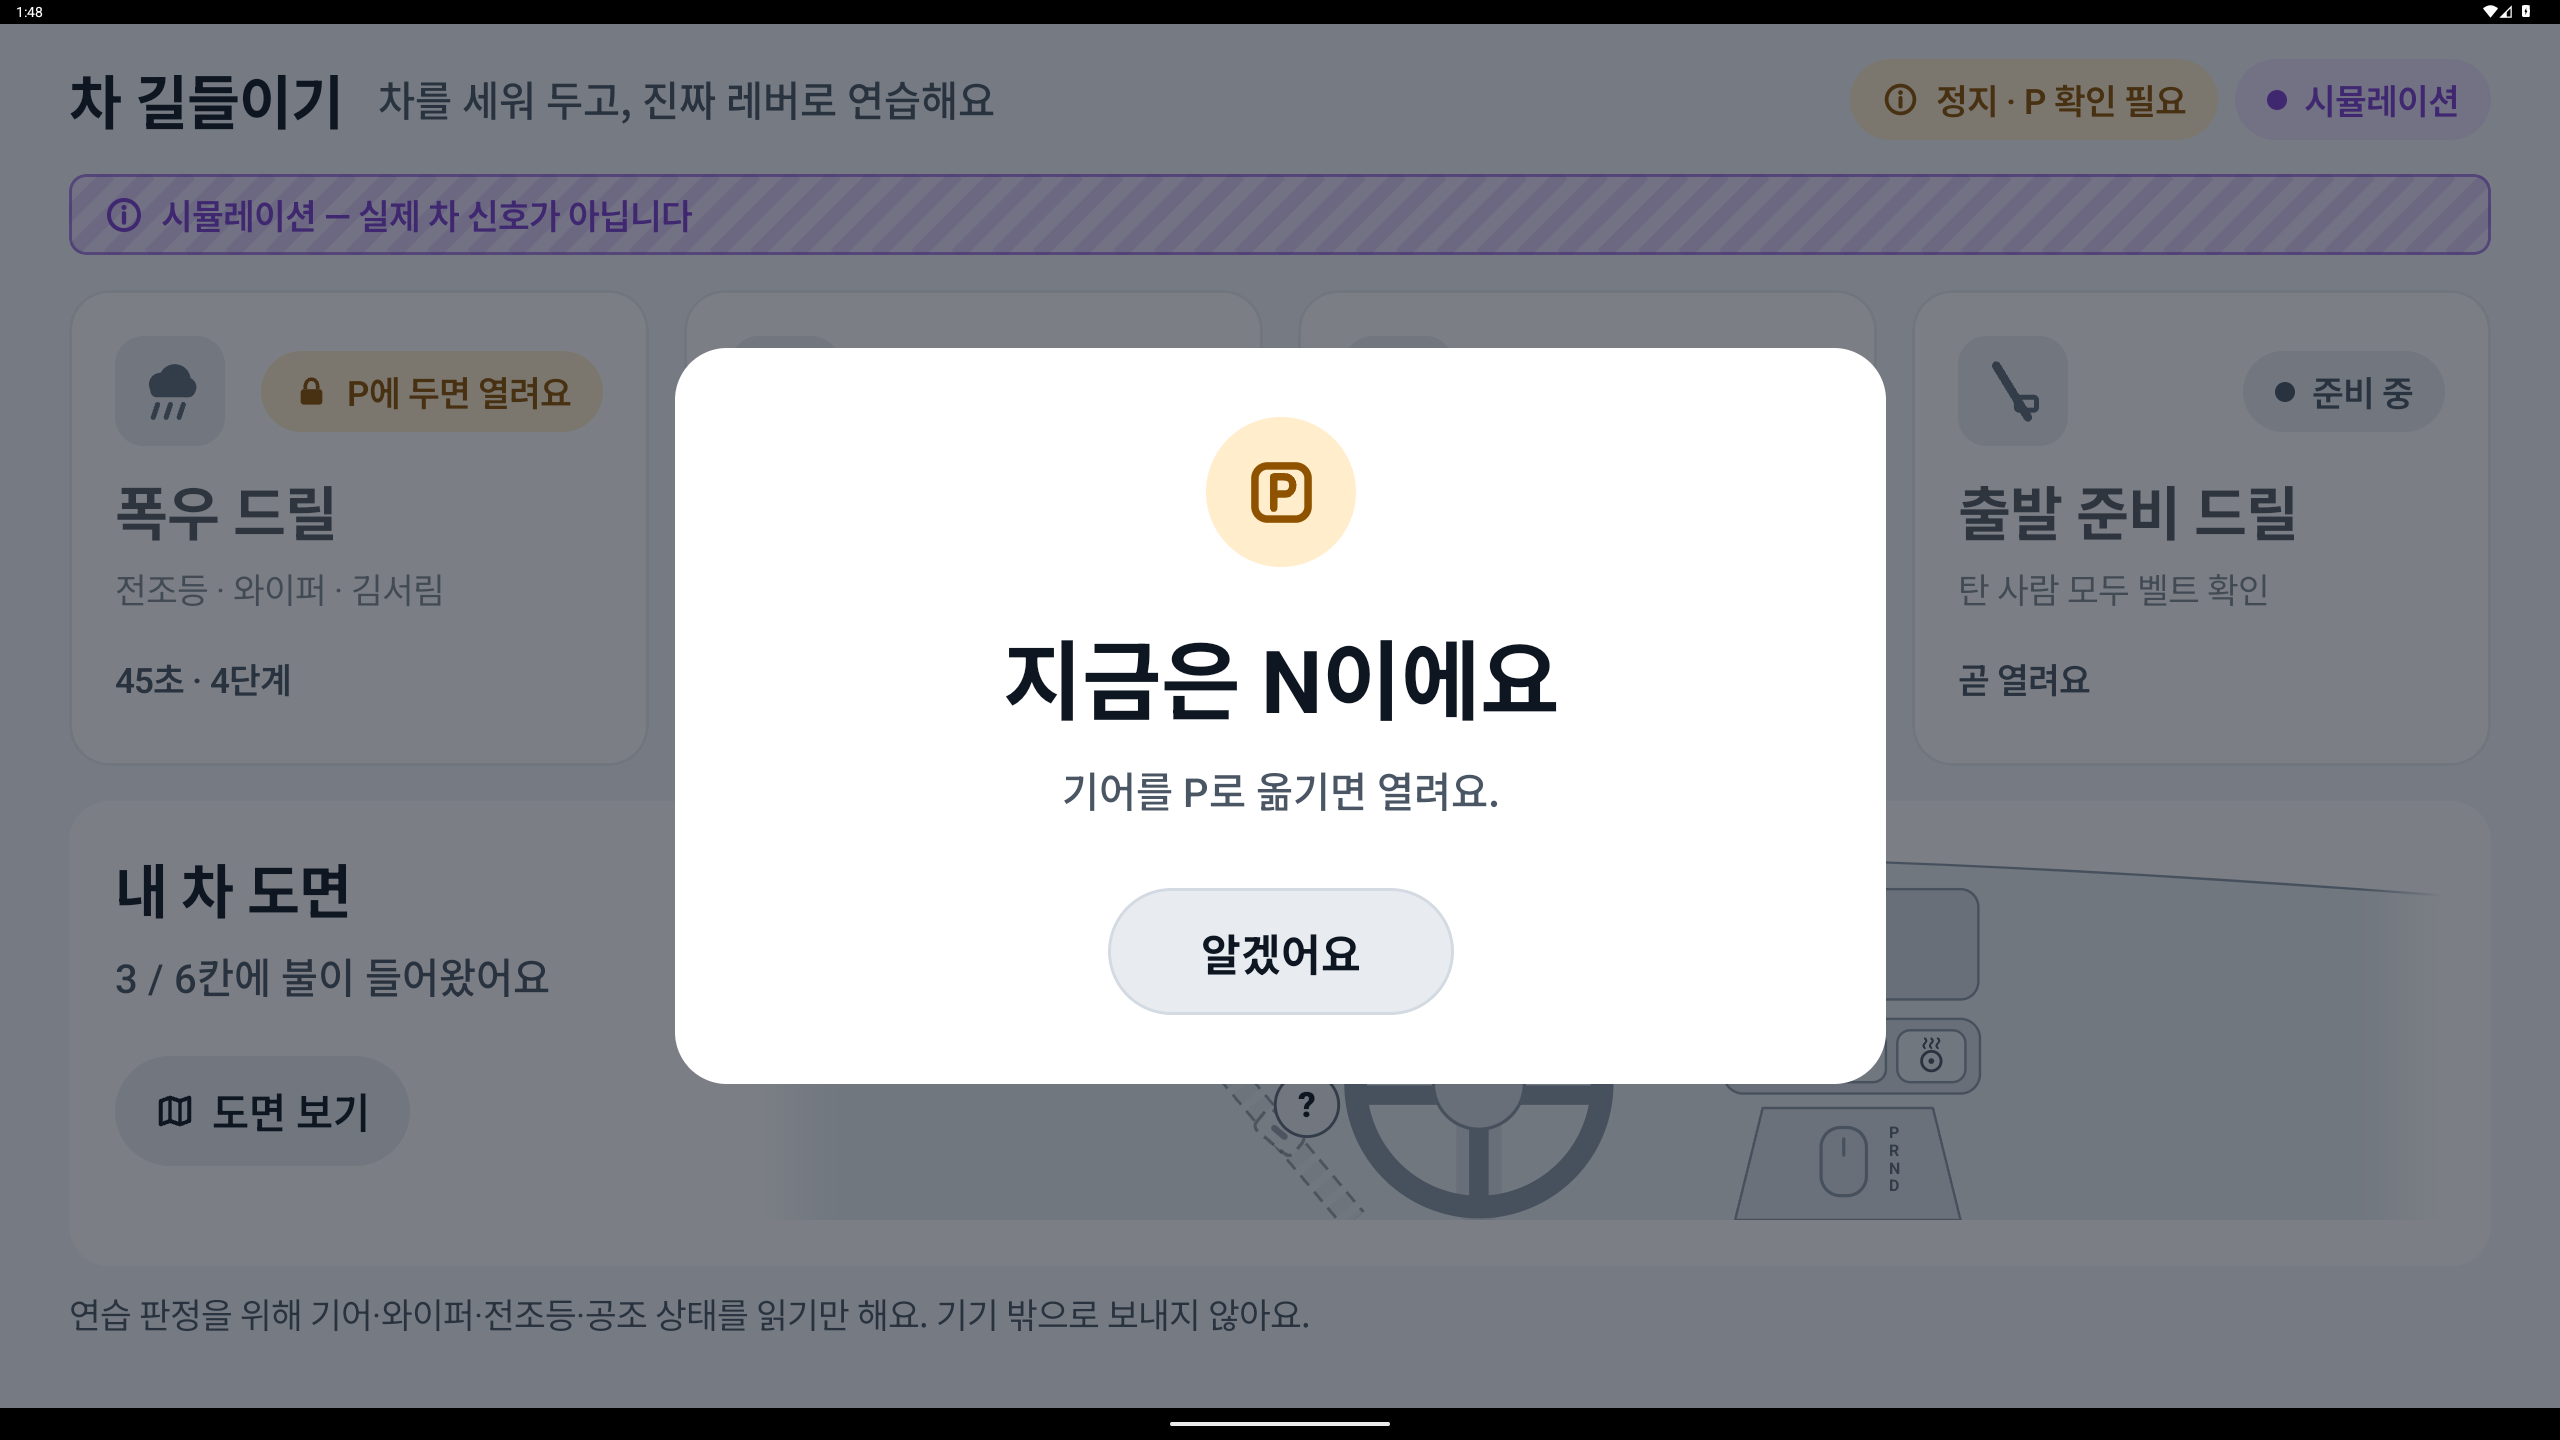 1:48
차 길들이기
차를 세워 두고, 진짜 레버로 연습해요
정지 · P 확인 필요
시뮬레이션
시뮬레이션 – 실제 차 신호가 아닙니다
P에 두면 열려요
폭우 드릴
전조등 · 와이퍼 · 김서림
45초 · 4단계
준비 중
출발 준비 드릴
탄 사람 모두 벨트 확인
곧 열려요
P
지금은 N이에요
기어를 P로 옮기면 열려요.
알겠어요
내 차 도면
3 / 6칸에 불이 들어왔어요
도면 보기
?
P
R
N
D
연습 판정을 위해 기어·와이퍼·전조등·공조 상태를 읽기만 해요. 기기 밖으로 보내지 않아요.